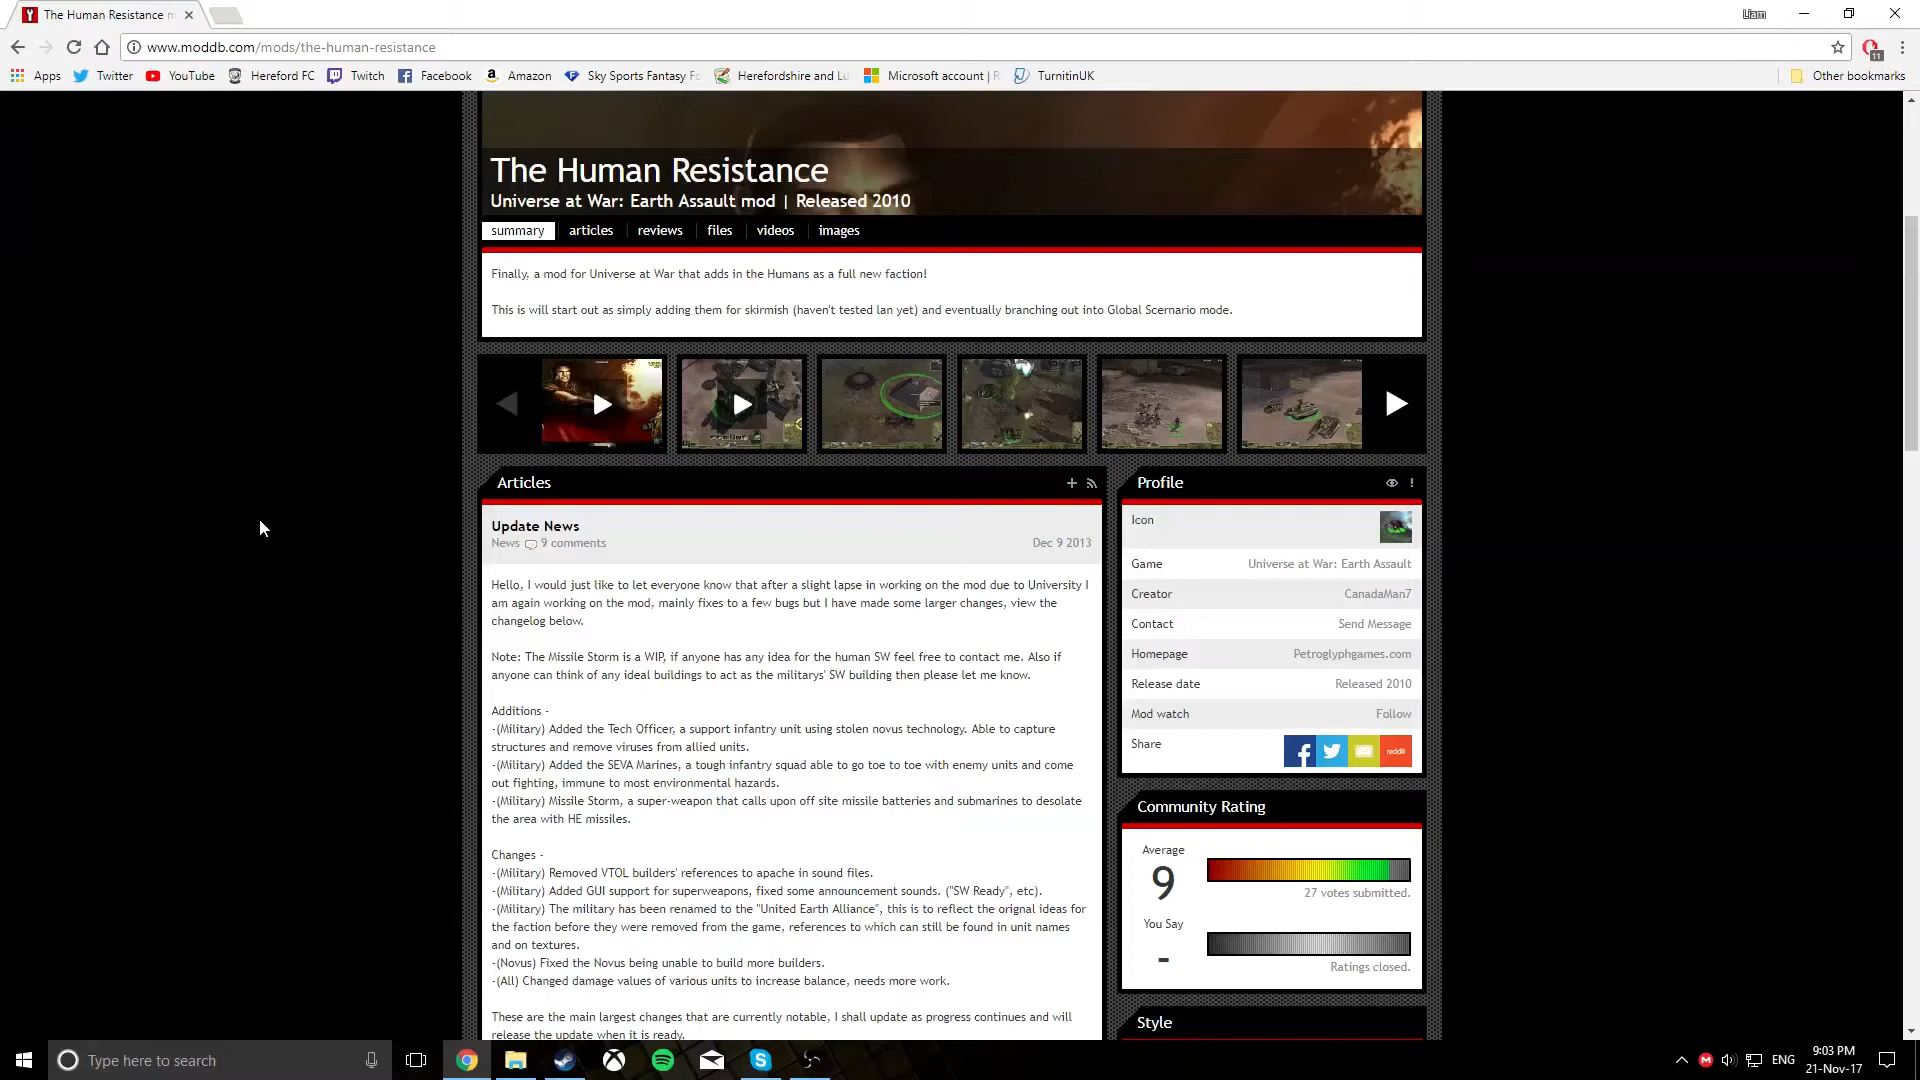 The Human Resistance m
Liam
www.moddb.com/mods/the-human-resistance
11
Apps Twitter YouTube Hereford FC Twitch Facebook Amazon Sky Sports Fantasy Fo Herefordshire and Lu Microsoft account | R TurnitinUK Other bookmarks
The Human Resistance
Universe at War: Earth Assault mod | Released 2010
summary articles reviews files videos images
Finally, a mod for Universe at War that adds in the Humans as a full new faction!
This is will start out as simply adding them for skirmish (haven't tested lan yet) and eventually branching out into Global Scernario mode.
Articles
Update News
News 9 comments Dec 9 2013
Hello, I would just like to let everyone know that after a slight lapse in working on the mod due to University I
am again working on the mod, mainly fixes to a few bugs but I have made some larger changes, view the
changelog below.
Note: The Missile Storm is a WIP, if anyone has any idea for the human SW feel free to contact me. Also if
anyone can think of any ideal buildings to act as the militarys' SW building then please let me know.
Additions -
-(Military) Added the Tech Officer, a support infantry unit using stolen novus technology. Able to capture
structures and remove viruses from allied units.
-(Military) Added the SEVA Marines, a tough infantry squad able to go toe to toe with enemy units and come
out fighting, immune to most environmental hazards.
-(Military) Missile Storm, a super-weapon that calls upon off site missile batteries and submarines to desolate
the area with HE missiles.
Changes -
-(Military) Removed VTOL builders' references to apache in sound files.
-(Military) Added GUI support for superweapons, fixed some announcement sounds. ("SW Ready", etc).
-(Military) The military has been renamed to the "United Earth Alliance", this is to reflect the orignal ideas for
the faction before they were removed from the game, references to which can still be found in unit names
and on textures.
-(Novus) Fixed the Novus being unable to build more builders.
-(All) Changed damage values of various units to increase balance, needs more work.
These are the main largest changes that are currently notable, I shall update as progress continues and will
release the update when it is ready.
Profile
Icon
Game Universe at War: Earth Assault
Creator CanadaMan7
Contact Send Message
Homepage Petroglyphgames.com
Release date Released 2010
Mod watch Follow
Share reddit
Community Rating
Average
9
27 votes submitted.
You Say
-
Ratings closed.
Style
Type here to search
ENG
9:03 PM
21-Nov-17